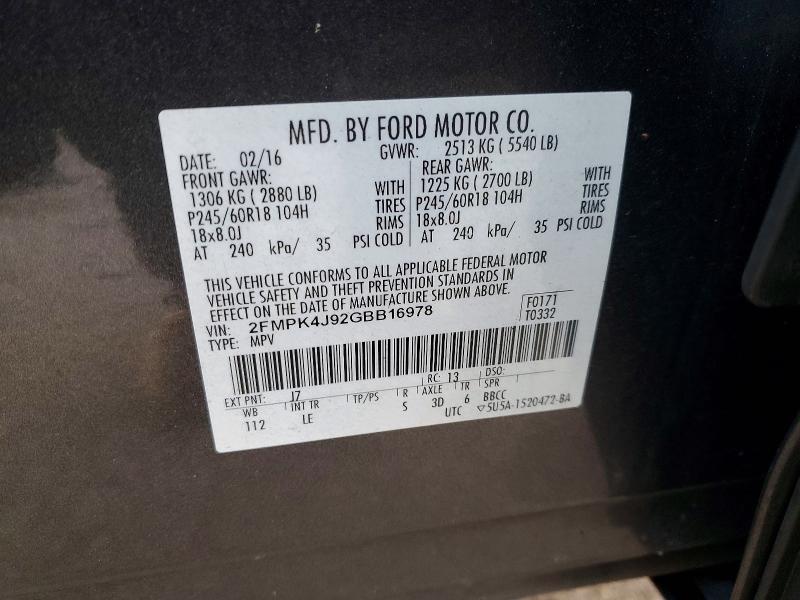 MFD. BY FORD MOTOR CO.
DATE: 02/16 GVWR: 2513 KG ( 5540 LB)
FRONT GAWR: REAR GAWR:
1306 KG ( 2880 LB) WITH 1225 KG ( 2700 LB) WITH
P245/60R18 104H TIRES P245/60R18 104H TIRES
18x8.0J RIMS 18x8.0J RIMS
AT 240 kPa/ 35 PSI COLD AT 240 kPa/ 35 PSI COLD
THIS VEHICLE CONFORMS TO ALL APPLICABLE FEDERAL MOTOR
VEHICLE SAFETY AND THEFT PREVENTION STANDARDS IN
EFFECT ON THE DATE OF MANUFACTURE SHOWN ABOVE.
VIN: 2FMPK4J92GBB16978 F0171
TYPE: MPV T0332
EXT PNT: J7 RC: 13 DSO:
WB INT TR TP/PS R AXLE TR SPR
112 LE S 3D 6 BBCC
UTC ▽5U5A-1520472-BA